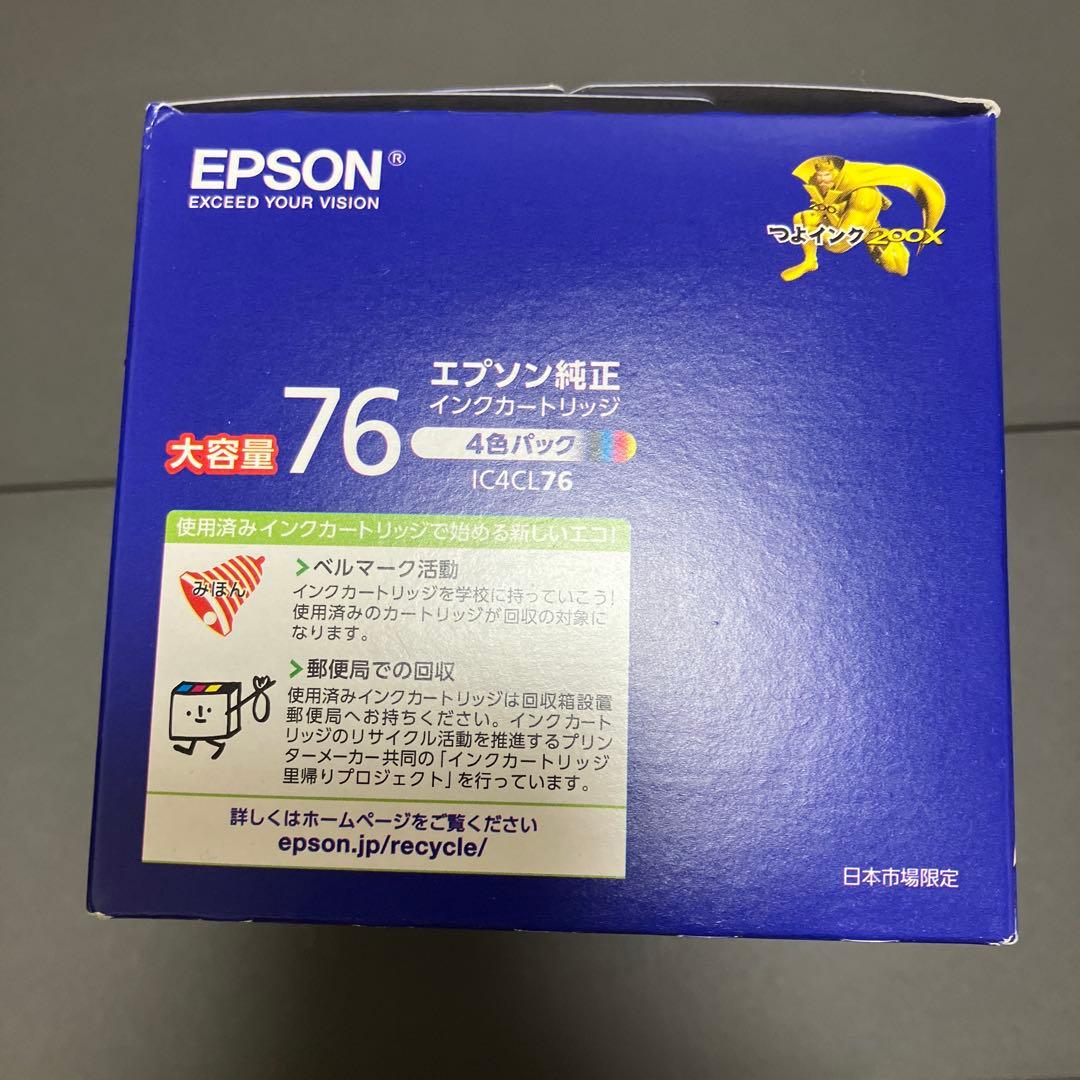 EPSON®
EXCEED YOUR VISION
200
つよインク200X
エプソン純正
インクカートリッジ
大容量 76 4色パック
IC4CL76
使用済みインクカートリッジで始める新しいエコ!
みほん
ベルマーク活動
インクカートリッジを学校に持っていこう!
使用済みのカートリッジが回収の対象に
なります。
郵便局での回収
使用済みインクカートリッジは回収箱設置
郵便局へお持ちください。インクカート
リッジのリサイクル活動を推進するプリン
ターメーカー共同の「インクカートリッジ
里帰りプロジェクト」を行っています。
詳しくはホームページをご覧ください
epson.jp/recycle/
日本市場限定